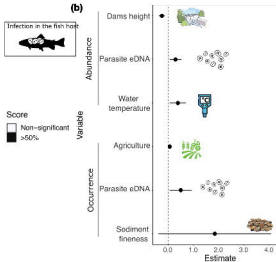 (b)
Infection in the fish host
Score
Non-significant
>50%
Variable
Abundance
Occurrence
Dams height
Parasite eDNA
Water
temperature
Agriculture
Parasite eDNA
Sediment
fineness
0.0
1.0
2.0
3.0
4.0
Estimate